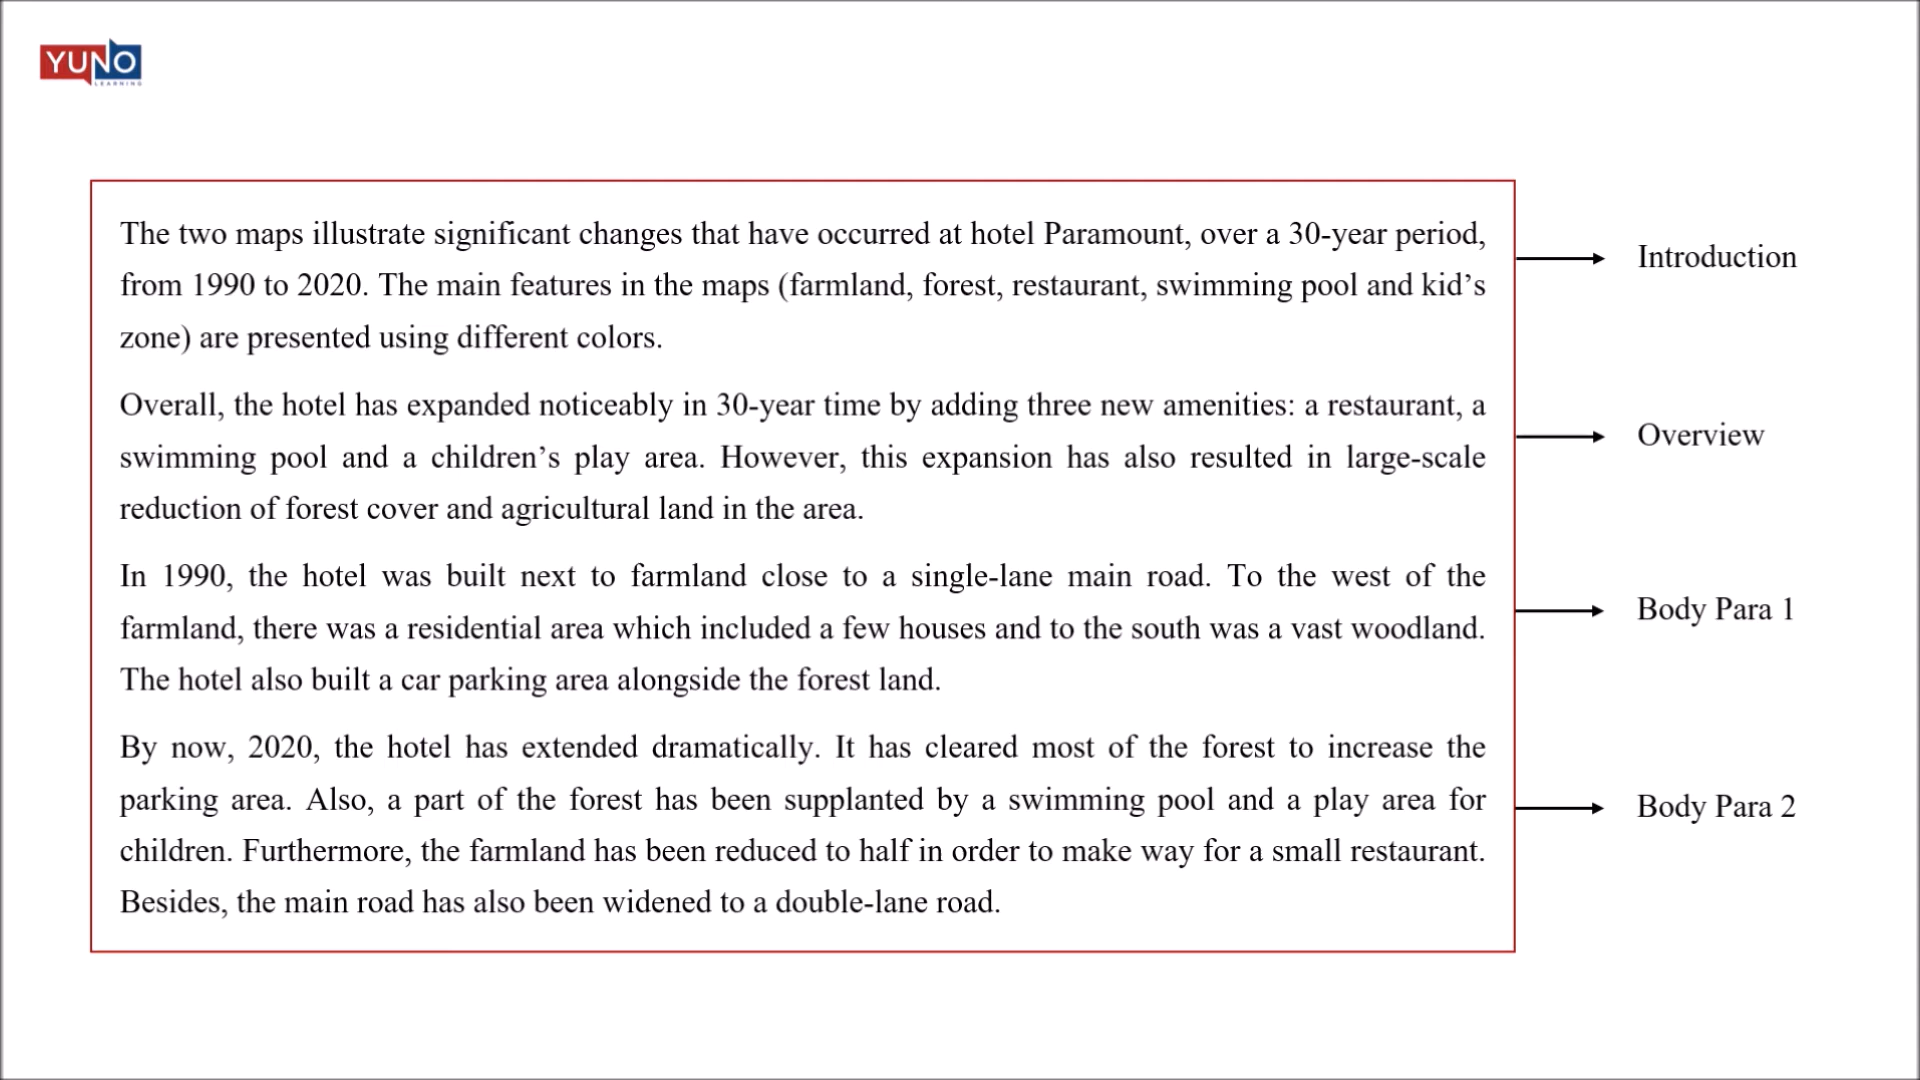 YUNO
LEARNING
The two maps illustrate significant changes that have occurred at hotel Paramount, over a 30-year period,
from 1990 to 2020. The main features in the maps (farmland, forest, restaurant, swimming pool and kid’s
zone) are presented using different colors.
Introduction
Overall, the hotel has expanded noticeably in 30-year time by adding three new amenities: a restaurant, a
swimming pool and a children’s play area. However, this expansion has also resulted in large-scale
reduction of forest cover and agricultural land in the area.
Overview
In 1990, the hotel was built next to farmland close to a single-lane main road. To the west of the
farmland, there was a residential area which included a few houses and to the south was a vast woodland.
The hotel also built a car parking area alongside the forest land.
Body Para 1
By now, 2020, the hotel has extended dramatically. It has cleared most of the forest to increase the
parking area. Also, a part of the forest has been supplanted by a swimming pool and a play area for
children. Furthermore, the farmland has been reduced to half in order to make way for a small restaurant.
Besides, the main road has also been widened to a double-lane road.
Body Para 2